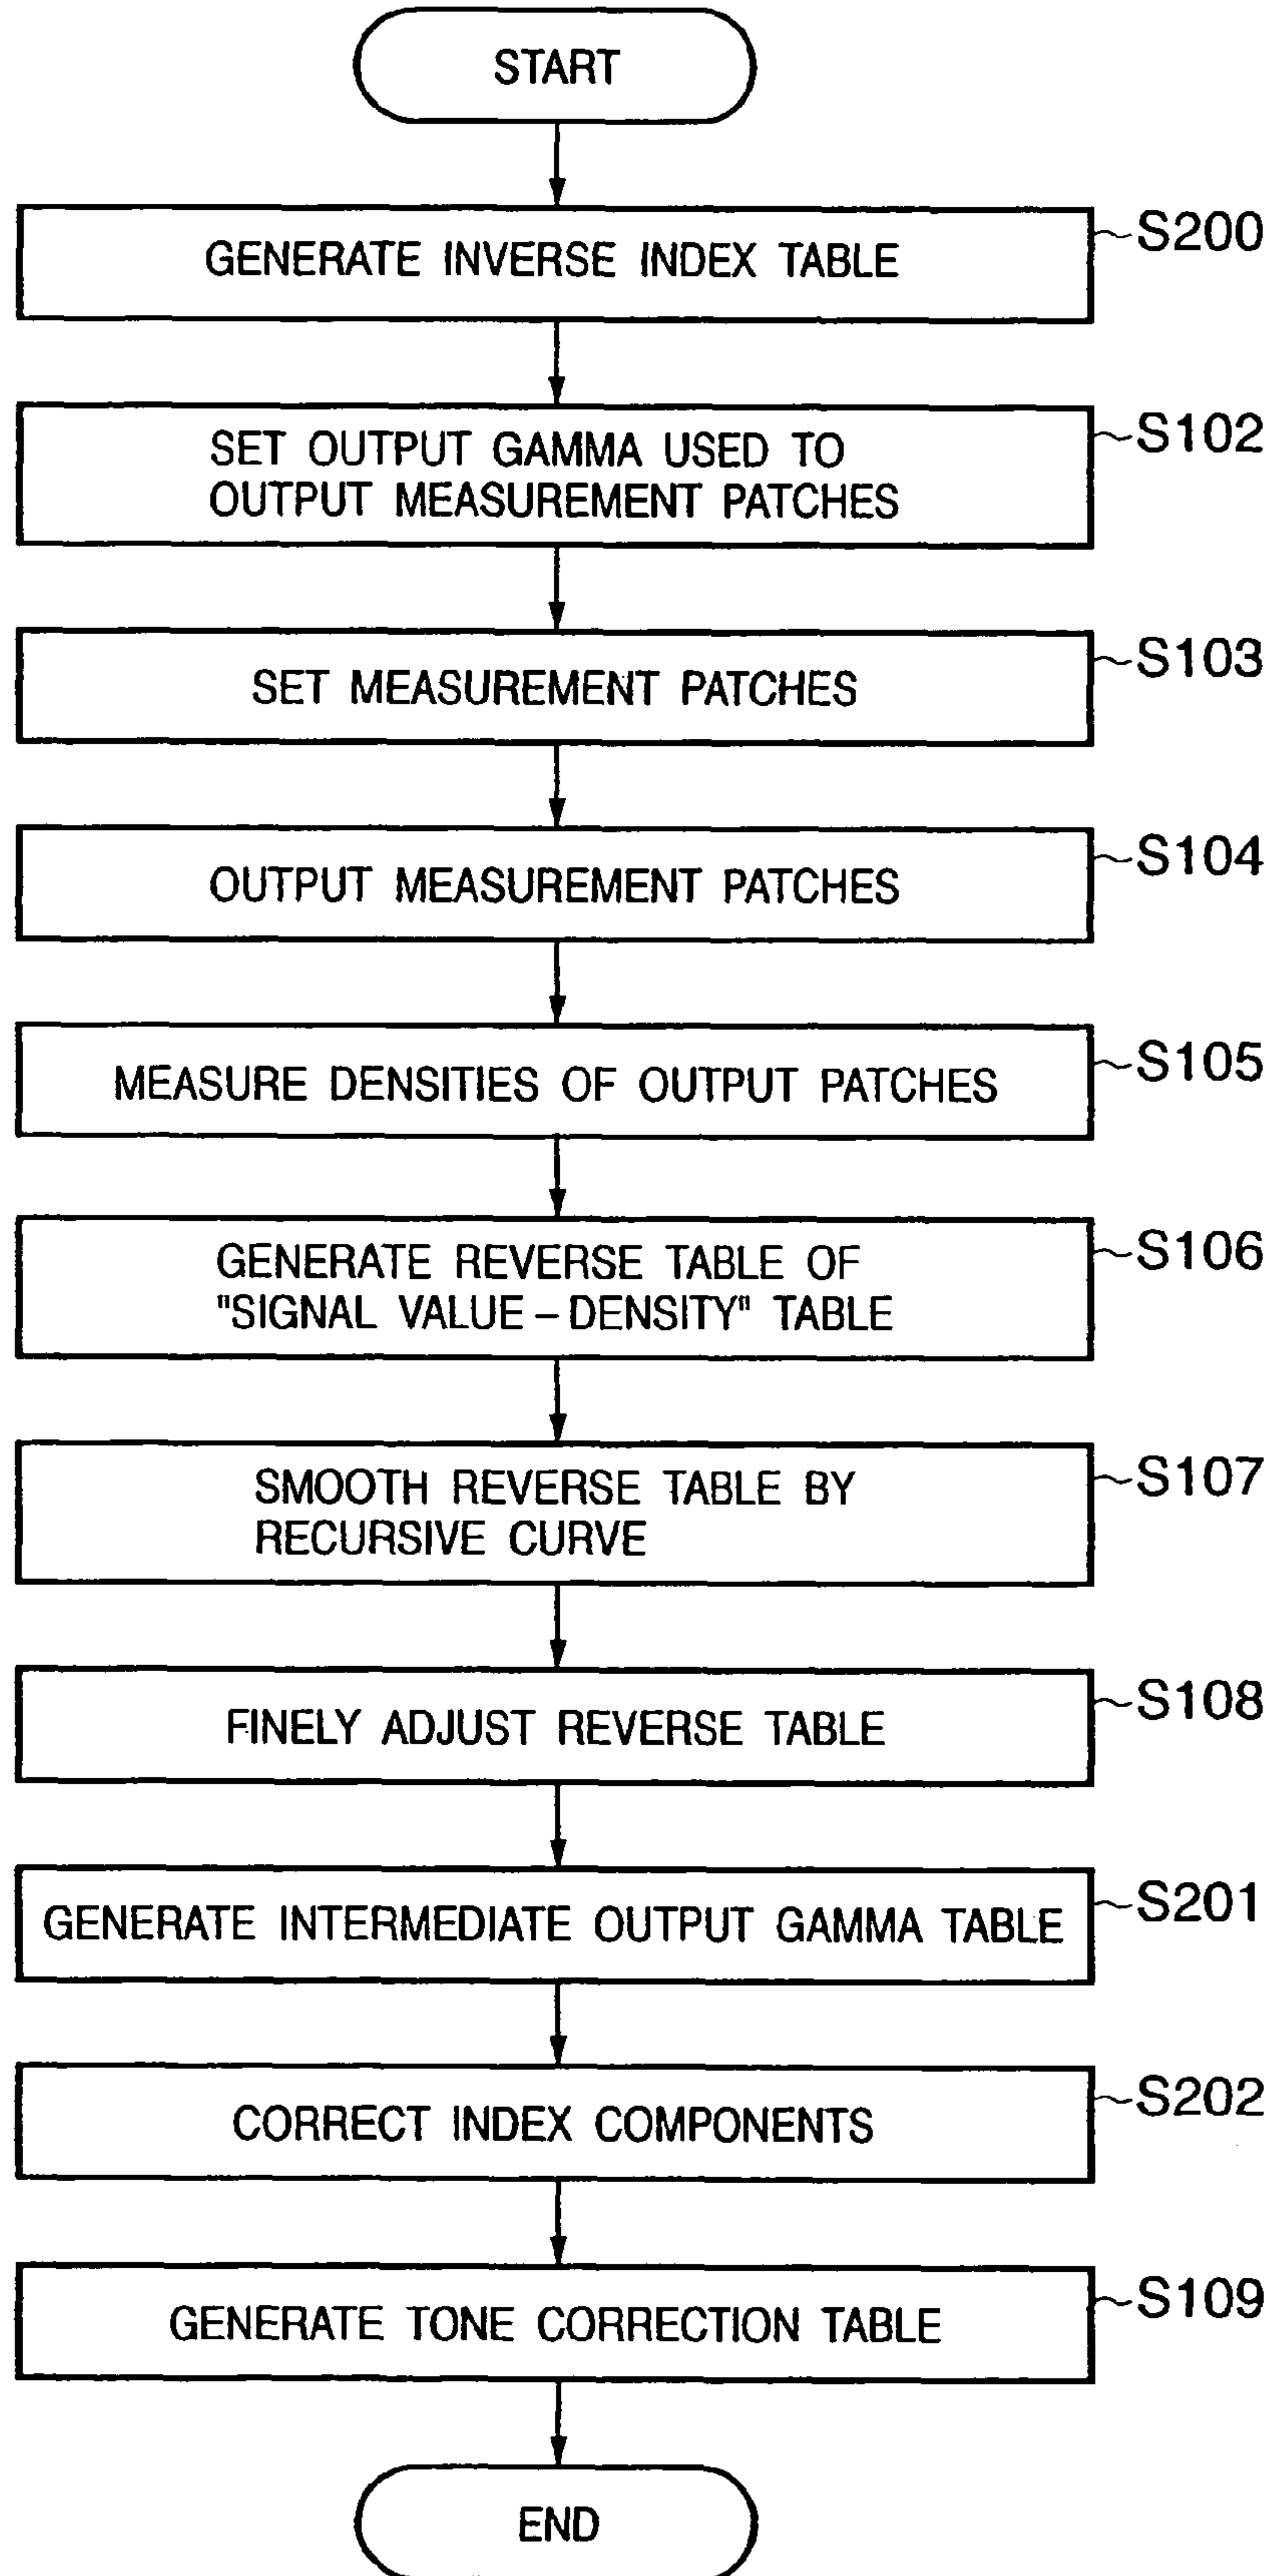 START
GENERATE INVERSE INDEX TABLE
S200
SET OUTPUT GAMMA USED TO
OUTPUT MEASUREMENT PATCHES
S102
SET MEASUREMENT PATCHES
S103
OUTPUT MEASUREMENT PATCHES
S104
MEASURE DENSITIES OF OUTPUT PATCHES
S105
GENERATE REVERSE TABLE OF
"SIGNAL VALUE – DENSITY" TABLE
S106
SMOOTH REVERSE TABLE BY
RECURSIVE CURVE
S107
FINELY ADJUST REVERSE TABLE
S108
GENERATE INTERMEDIATE OUTPUT GAMMA TABLE
S201
CORRECT INDEX COMPONENTS
S202
GENERATE TONE CORRECTION TABLE
S109
END